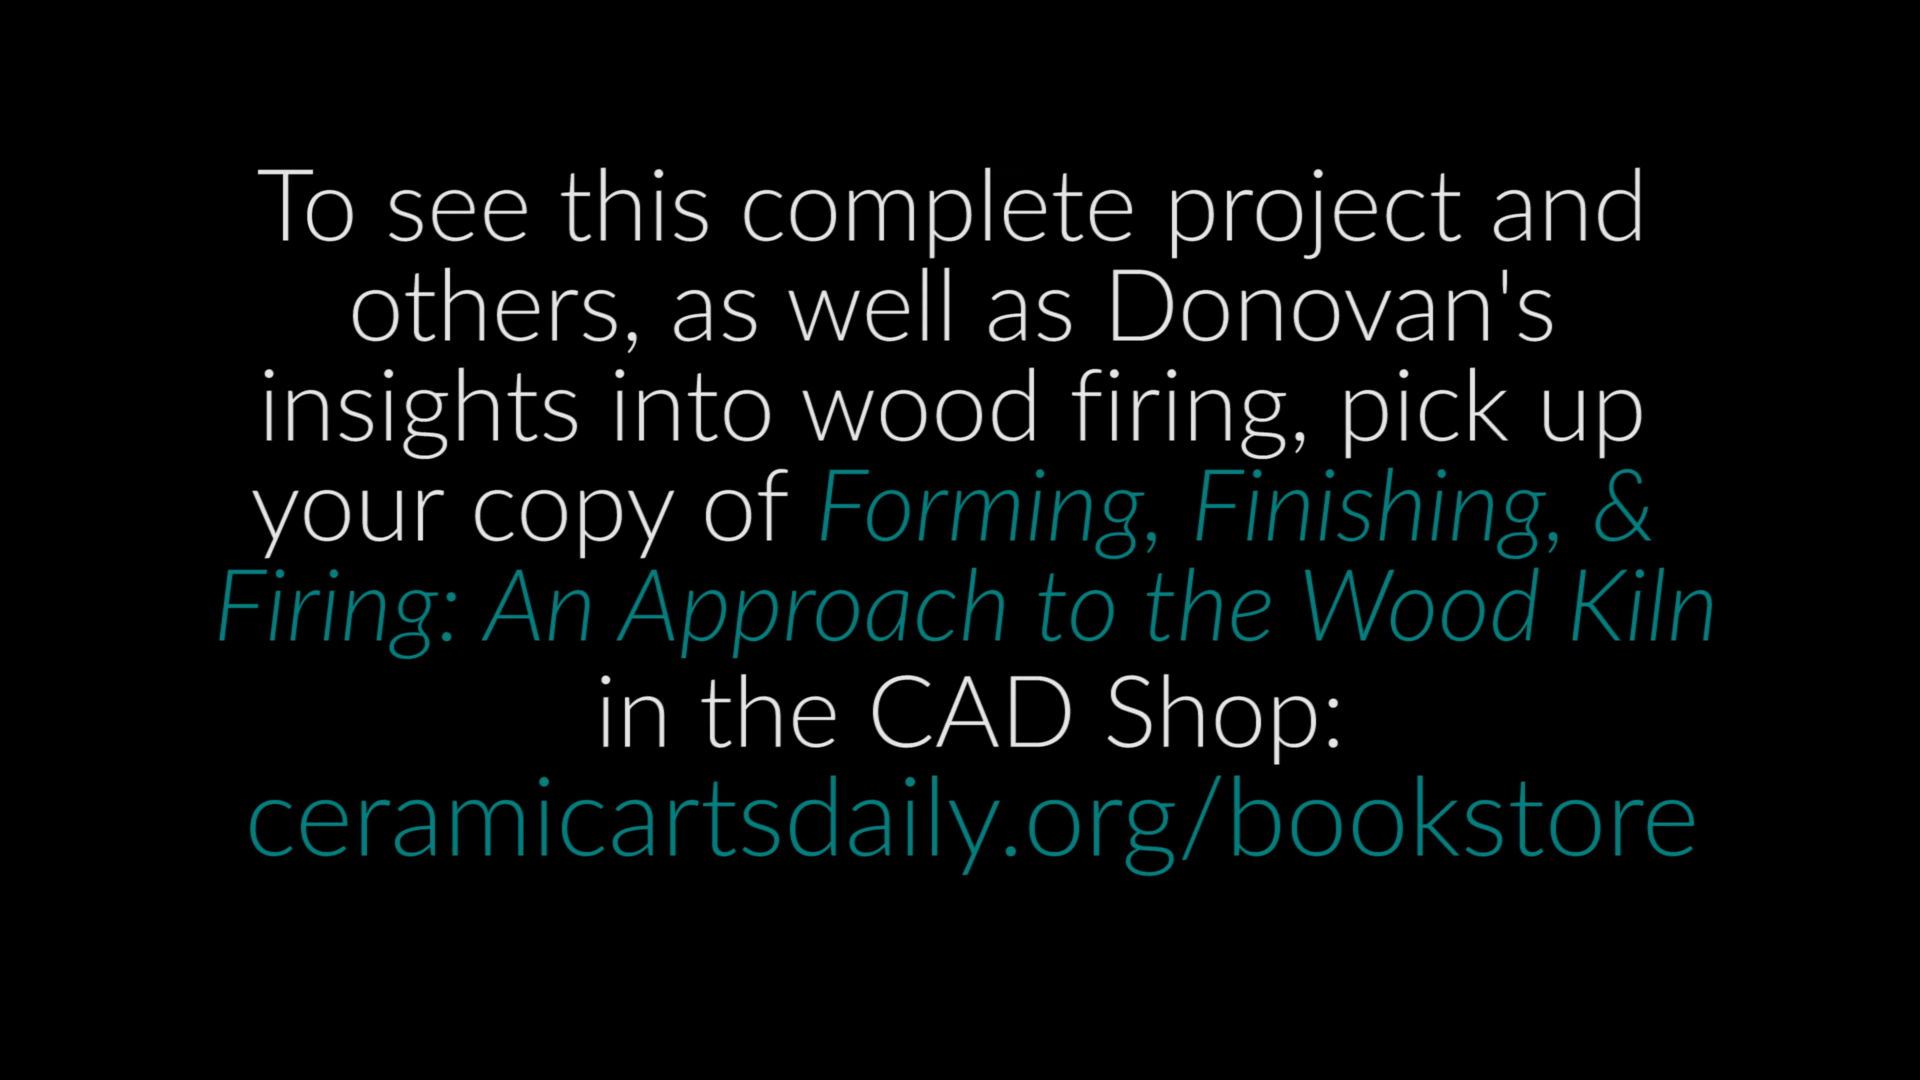 To see this complete project and
others, as well as Donovan's
insights into wood firing, pick up
your copy of Forming, Finishing, &
Firing: An Approach to the Wood Kiln
in the CAD Shop:
ceramicartsdaily.org/bookstore